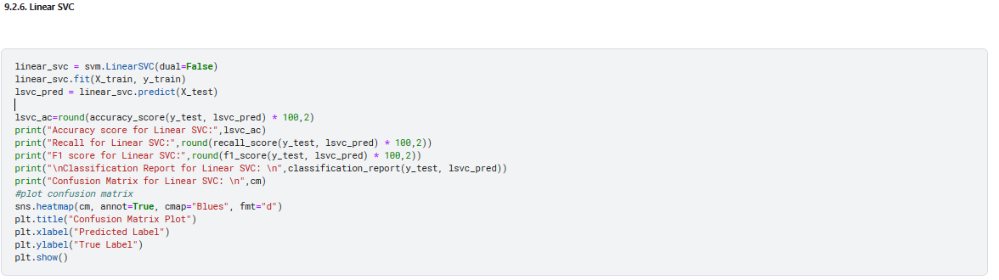 9.2.6. Linear SVC
linear_svc = svm.LinearSVC(dual=False)
linear_svc.fit(X_train, y_train)
lsvc_pred = linear_svc.predict(X_test)
lsvc_ac=round(accuracy_score(y_test, lsvc_pred) * 100,2)
print("Accuracy score for Linear SVC:",lsvc_ac)
print("Recall for Linear SVC:",round(recall_score(y_test, lsvc_pred) * 100,2))
print("F1 score for Linear SVC:",round(f1_score(y_test, lsvc_pred) * 100,2))
print("\nClassification Report for Linear SVC: \n",classification_report(y_test, lsvc_pred))
print("Confusion Matrix for Linear SVC: \n",cm)
#plot confusion matrix
sns.heatmap(cm, annot=True, cmap="Blues", fmt="d")
plt.title("Confusion Matrix Plot")
plt.xlabel("Predicted Label")
plt.ylabel("True Label")
plt.show()